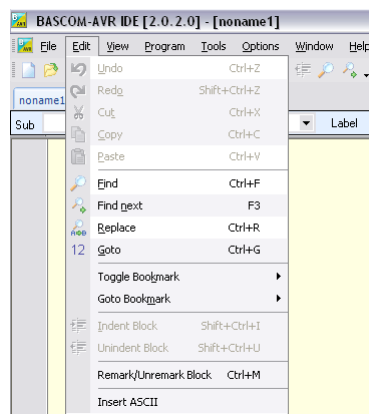 BASCOM-AVR IDE [2.0.2.0] - [noname1]
File Edit View Program Tools Options Window Help
Undo Ctrl+Z
noname1 Redo Shift+Ctrl+Z
Cut Ctrl+X
Sub Label
Copy Ctrl+C
Paste Ctrl+V
Find Ctrl+F
Find next F3
Replace Ctrl+R
12 Goto Ctrl+G
Toggle Bookmark
Goto Bookmark
Indent Block Shift+Ctrl+I
Unindent Block Shift+Ctrl+U
Remark/Unremark Block Ctrl+M
Insert ASCII